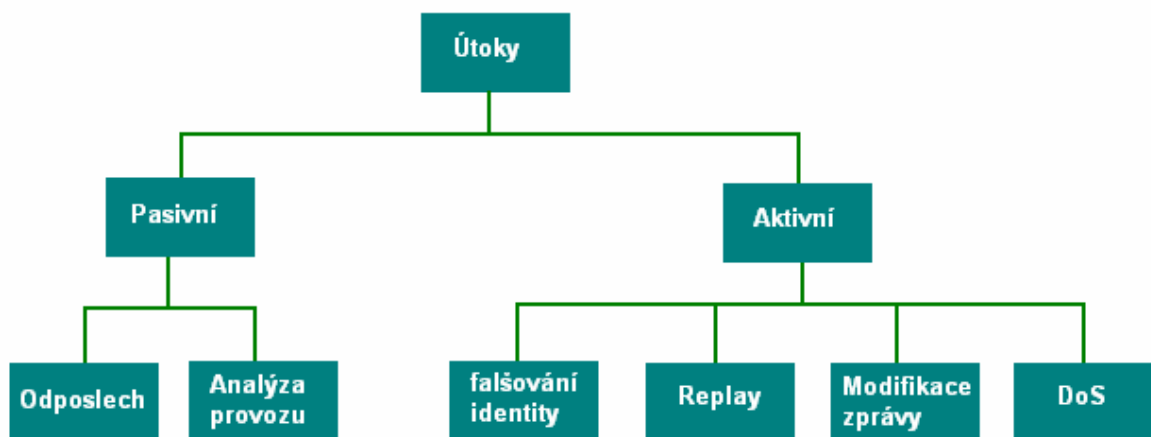 Útoky
Pasivní
Aktivní
Odposlech
Analýza
provozu
falšování
identity
Replay
Modifikace
zprávy
DoS